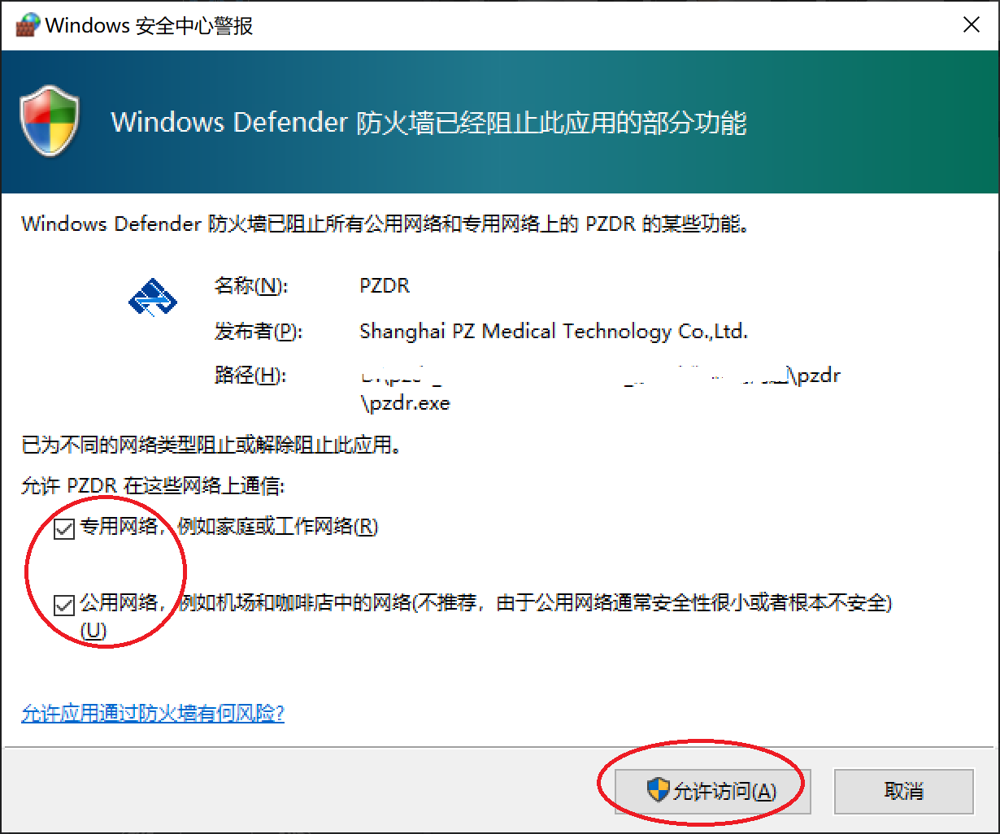 Windows 安全中心警报
Windows Defender 防火墙已经阻止此应用的部分功能
Windows Defender 防火墙已阻止所有公用网络和专用网络上的 PZDR 的某些功能。
名称(N): PZDR
发布者(P): Shanghai PZ Medical Technology Co.,Ltd.
路径(H): \pzdr
\pzdr.exe
已为不同的网络类型阻止或解除阻止此应用。
允许 PZDR 在这些网络上通信:
专用网络，例如家庭或工作网络(R)
公用网络，例如机场和咖啡店中的网络(不推荐，由于公用网络通常安全性很小或者根本不安全)
(U)
允许应用通过防火墙有何风险?
允许访问(A) 取消